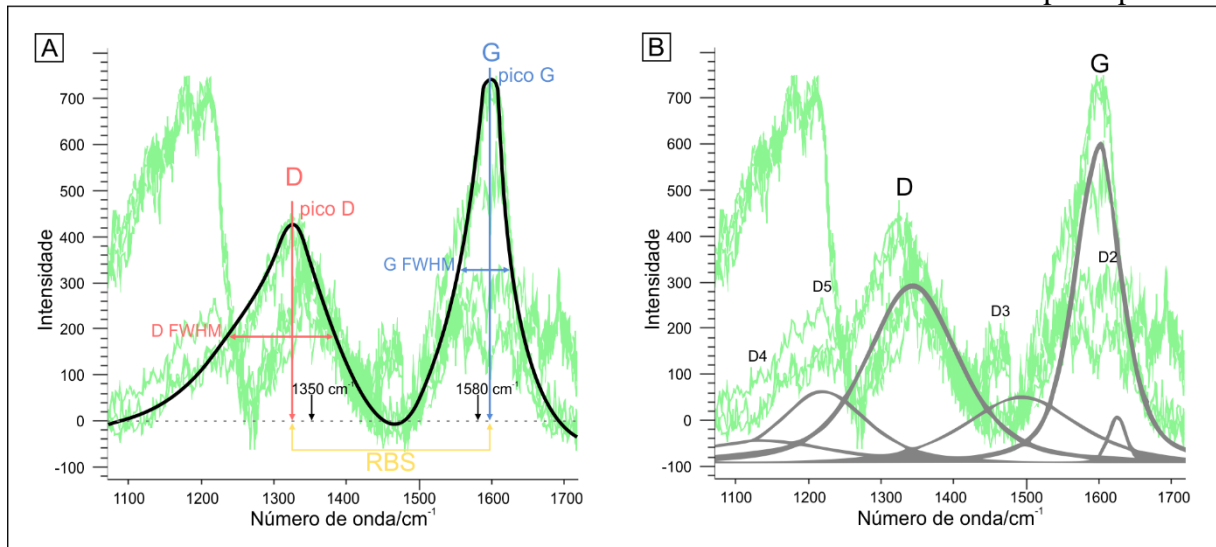 A
G
pico G
D
pico D
G FWHM
D FWHM
1350 cm⁻¹
1580 cm⁻¹
RBS
700
600
500
400
300
200
100
0
-100
Intensidade
1100 1200 1300 1400 1500 1600 1700
Número de onda/cm⁻¹
B
G
D
D2
D5
D3
D4
700
600
500
400
300
200
100
0
-100
Intensidade
1100 1200 1300 1400 1500 1600 1700
Número de onda/cm⁻¹